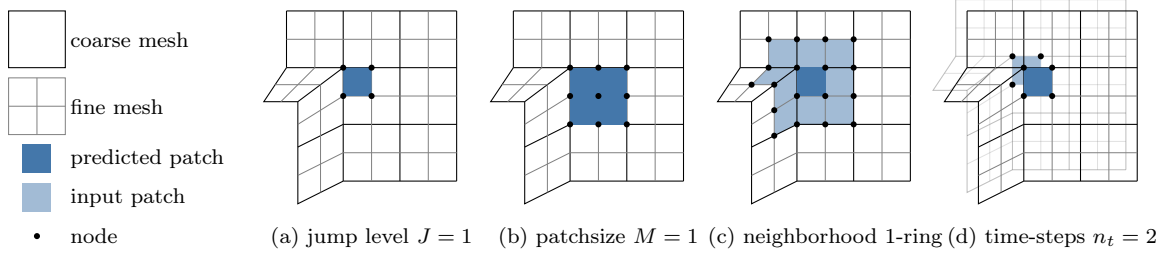 coarse mesh
fine mesh
predicted patch
input patch
node
(a) jump level J = 1
(b) patchsize M = 1
(c) neighborhood 1-ring
(d) time-steps n_t = 2